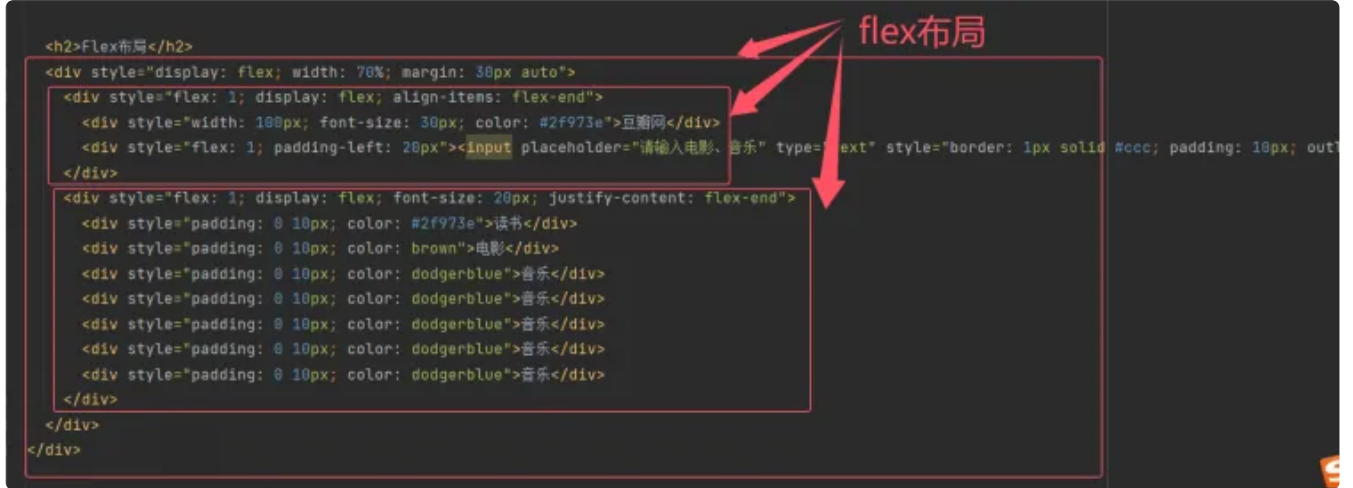 flex布局
<h2>Flex布局</h2>
<div style="display: flex; width: 70%; margin: 30px auto">
<div style="flex: 1; display: flex; align-items: flex-end">
<div style="width: 100px; font-size: 30px; color: #2f973e">豆瓣网</div>
<div style="flex: 1; padding-left: 20px"><input placeholder="请输入电影、音乐" type="text" style="border: 1px solid #ccc; padding: 10px; outl
</div>
<div style="flex: 1; display: flex; font-size: 20px; justify-content: flex-end">
<div style="padding: 0 10px; color: #2f973e">读书</div>
<div style="padding: 0 10px; color: brown">电影</div>
<div style="padding: 0 10px; color: dodgerblue">音乐</div>
<div style="padding: 0 10px; color: dodgerblue">音乐</div>
<div style="padding: 0 10px; color: dodgerblue">音乐</div>
<div style="padding: 0 10px; color: dodgerblue">音乐</div>
<div style="padding: 0 10px; color: dodgerblue">音乐</div>
</div>
</div>
</div>